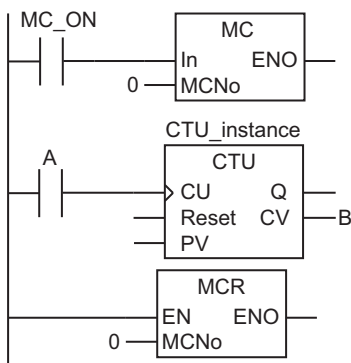 MC_ON
MC
In ENO
0 MCNo
CTU_instance
A
CTU
CU Q
Reset CV B
PV
MCR
EN ENO
0 MCNo